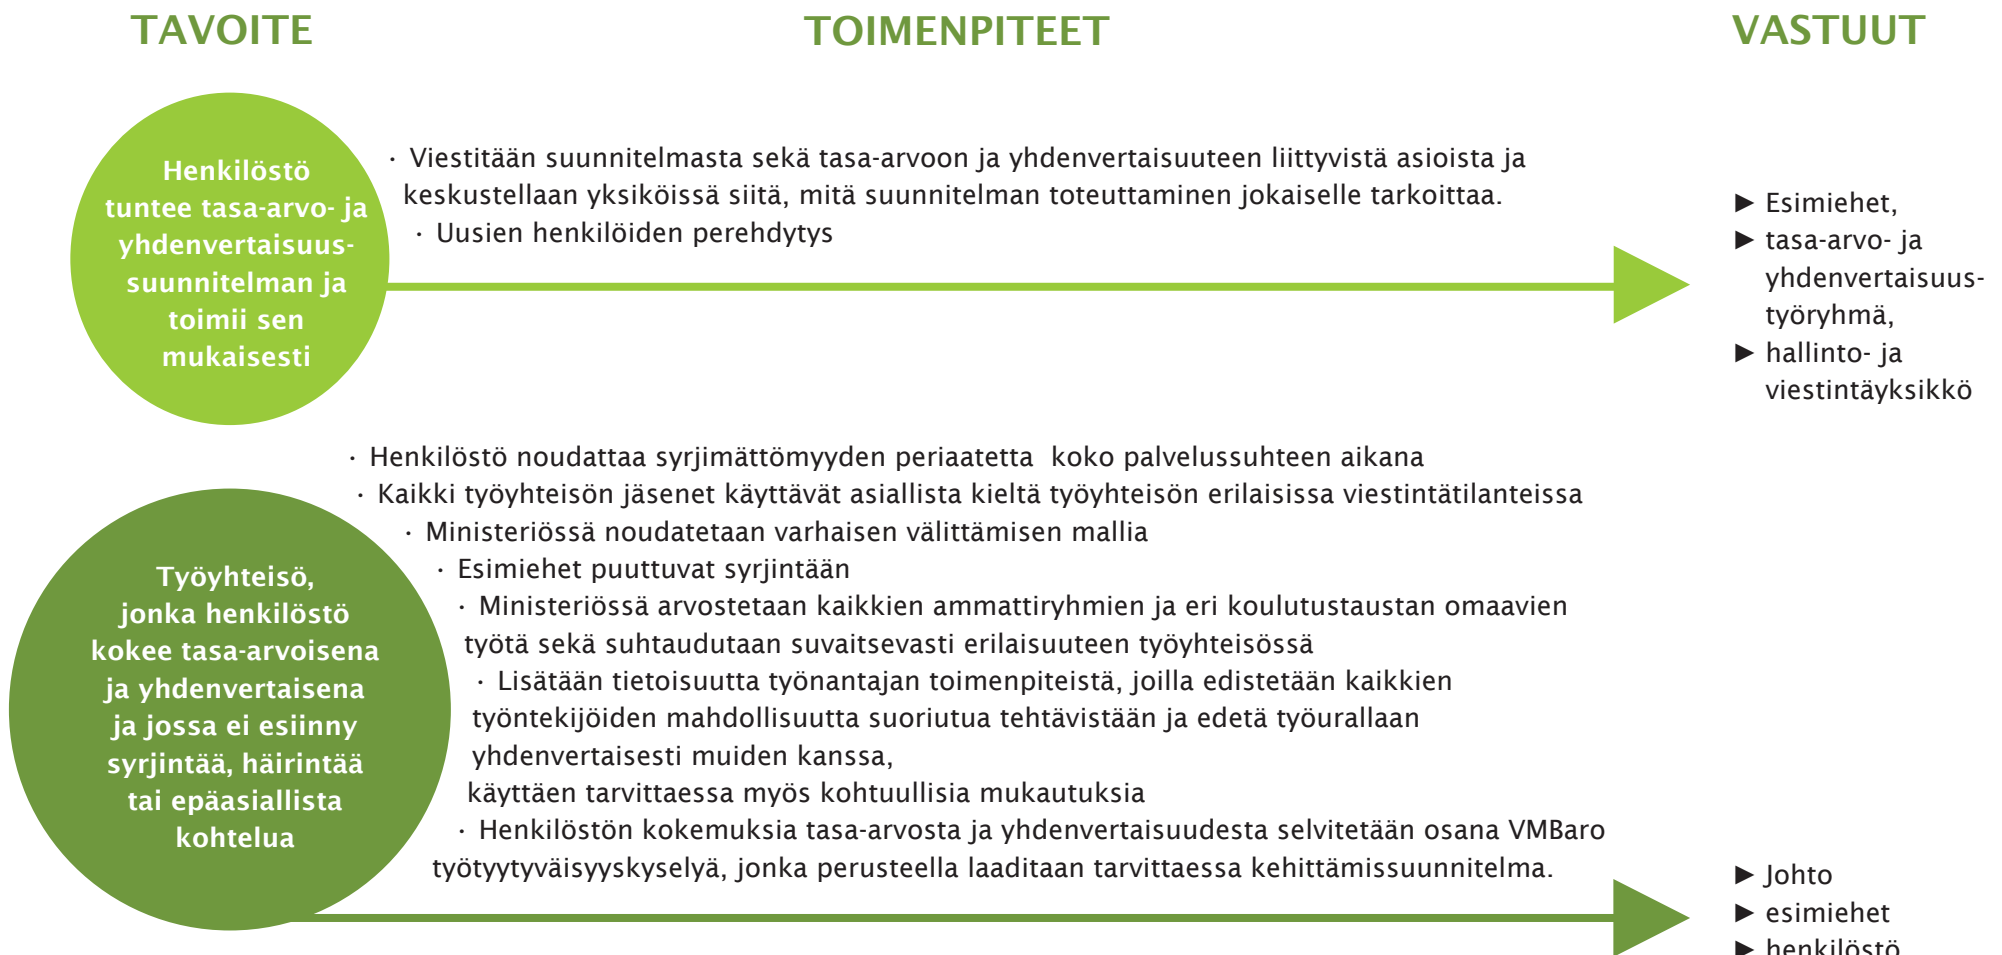 TAVOITE
TOIMENPITEET
VASTUUT
Henkilöstö
tuntee tasa-arvo- ja
yhdenvertaisuus-
suunnitelman ja
toimii sen
mukaisesti
· Viestitään suunnitelmasta sekä tasa-arvoon ja yhdenvertaisuuteen liittyvistä asioista ja
keskustellaan yksiköissä siitä, mitä suunnitelman toteuttaminen jokaiselle tarkoittaa.
· Uusien henkilöiden perehdytys
► Esimiehet,
► tasa-arvo- ja
yhdenvertaisuus-
työryhmä,
► hallinto- ja
viestintäyksikkö
Työyhteisö,
jonka henkilöstö
kokee tasa-arvoisena
ja yhdenvertaisena
ja jossa ei esiinny
syrjintää, häirintää
tai epäasiallista
kohtelua
· Henkilöstö noudattaa syrjimättömyyden periaatetta  koko palvelussuhteen aikana
· Kaikki työyhteisön jäsenet käyttävät asiallista kieltä työyhteisön erilaisissa viestintätilanteissa
· Ministeriössä noudatetaan varhaisen välittämisen mallia
· Esimiehet puuttuvat syrjintään
· Ministeriössä arvostetaan kaikkien ammattiryhmien ja eri koulutustaustan omaavien
työtä sekä suhtaudutaan suvaitsevasti erilaisuuteen työyhteisössä
· Lisätään tietoisuutta työnantajan toimenpiteistä, joilla edistetään kaikkien
työntekijöiden mahdollisuutta suoriutua tehtävistään ja edetä työurallaan
yhdenvertaisesti muiden kanssa,
käyttäen tarvittaessa myös kohtuullisia mukautuksia
· Henkilöstön kokemuksia tasa-arvosta ja yhdenvertaisuudesta selvitetään osana VMBaro
työtyytyväisyyskyselyä, jonka perusteella laaditaan tarvittaessa kehittämissuunnitelma.
► Johto
► esimiehet
► henkilöstö